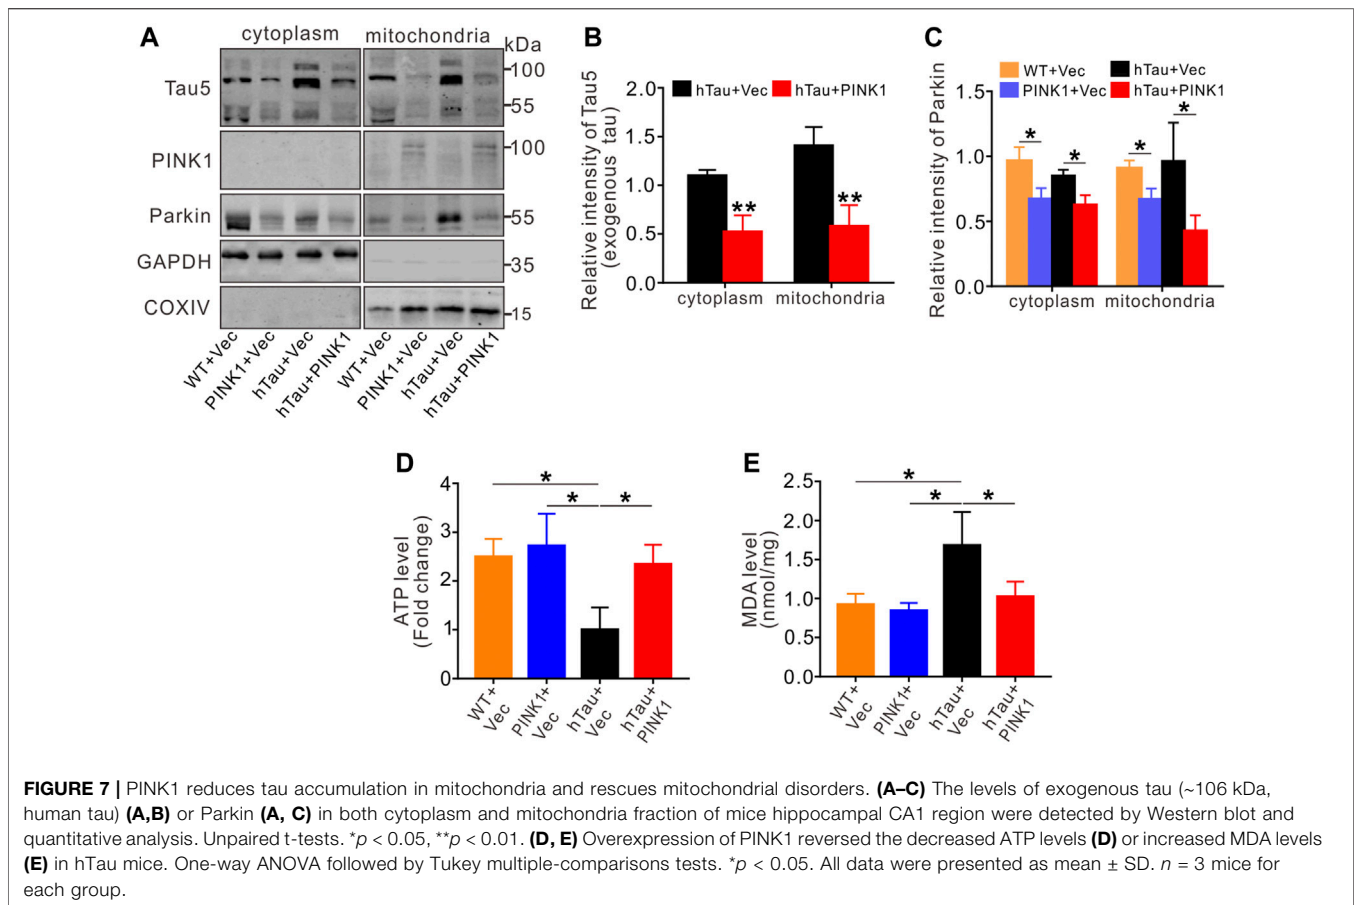 A
cytoplasm mitochondria
kDa
Tau5
100
55
PINK1
100
Parkin
55
GAPDH
35
COXIV
15
WT+Vec
PINK1+Vec
hTau+Vec
hTau+PINK1
WT+Vec
PINK1+Vec
hTau+Vec
hTau+PINK1
B
Relative intensity of Tau5
(exogenous tau)
hTau+Vec hTau+PINK1
2.0
1.5
1.0
0.5
0.0
** **
cytoplasm mitochondria
C
Relative intensity of Parkin
WT+Vec hTau+Vec
PINK1+Vec hTau+PINK1
1.5
1.0
0.5
0.0
* * * *
cytoplasm mitochondria
D
ATP level
(Fold change)
4
3
2
1
0
*
* *
WT+
Vec
PINK1+
Vec
hTau+
Vec
hTau+
PINK1
E
MDA level
(nmol/mg)
2.5
2.0
1.5
1.0
0.5
0.0
*
* *
WT+
Vec
PINK1+
Vec
hTau+
Vec
hTau+
PINK1
FIGURE 7 | PINK1 reduces tau accumulation in mitochondria and rescues mitochondrial disorders. (A–C) The levels of exogenous tau (~106 kDa,
human tau) (A,B) or Parkin (A, C) in both cytoplasm and mitochondria fraction of mice hippocampal CA1 region were detected by Western blot and
quantitative analysis. Unpaired t-tests. *p < 0.05, **p < 0.01. (D, E) Overexpression of PINK1 reversed the decreased ATP levels (D) or increased MDA levels
(E) in hTau mice. One-way ANOVA followed by Tukey multiple-comparisons tests. *p < 0.05. All data were presented as mean ± SD. n = 3 mice for
each group.